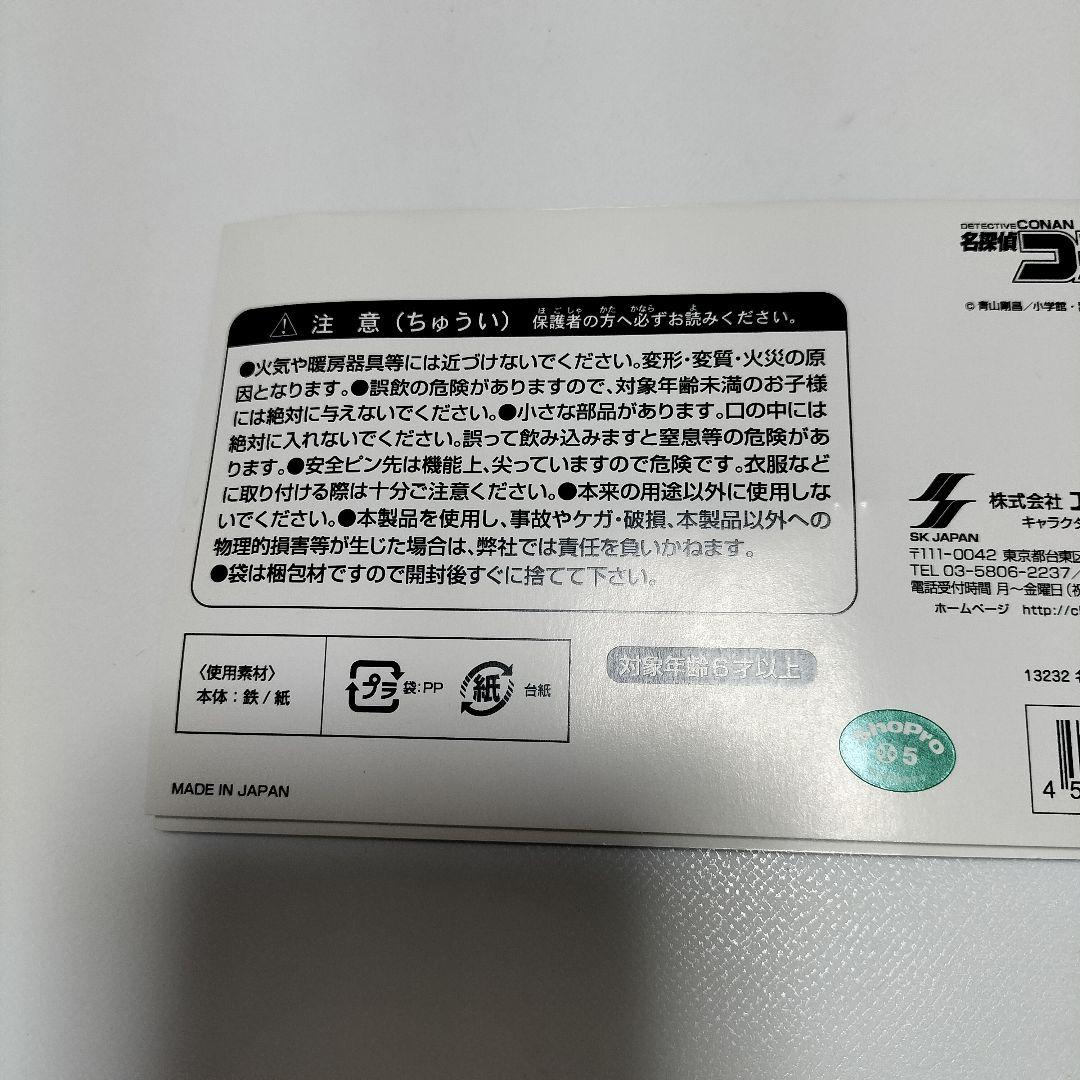 DETECTIVE CONAN
名探偵コ
©青山剛昌/小学館・
⚠ 注 意(ちゅうい) 保護者の方へ必ずお読みください。
●火気や暖房器具等には近づけないでください。変形・変質・火災の原
因となります。●誤飲の危険がありますので、対象年齢未満のお子様
には絶対に与えないでください。●小さな部品があります。口の中には
絶対に入れないでください。誤って飲み込みますと窒息等の危険があ
ります。●安全ピン先は機能上、尖っていますので危険です。衣服など
に取り付ける際は十分ご注意ください。●本来の用途以外に使用しな
いでください。●本製品を使用し、事故やケガ・破損、本製品以外への
物理的損害等が生じた場合は、弊社では責任を負いかねます。
●袋は梱包材ですので開封後すぐに捨てて下さい。
SK JAPAN
株式会社 エ
キャラクタ
〒111-0042 東京都台東区
TEL 03-5806-2237/
電話受付時間 月〜金曜日(祝
ホームページ http://c
〈使用素材〉
本体:鉄/紙
プラ 袋:PP
紙 台紙
対象年齢6才以上
13232 名
ShoPro
5
45
MADE IN JAPAN